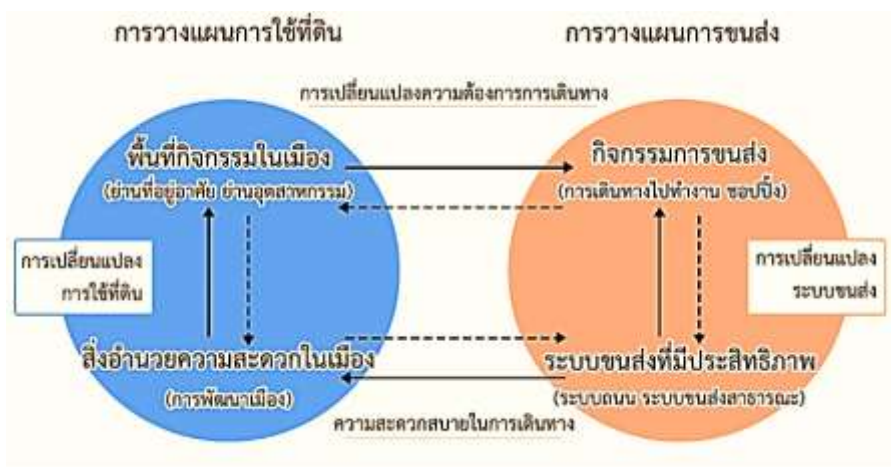 การวางแผนการใช้ที่ดิน
การวางแผนการขนส่ง
การเปลี่ยนแปลงความต้องการการเดินทาง
พื้นที่กิจกรรมในเมือง
(ย่านที่อยู่อาศัย ย่านอุตสาหกรรม)
กิจกรรมการขนส่ง
(การเดินทางไปทำงาน ชอปปิ้ง)
การเปลี่ยนแปลง
การใช้ที่ดิน
การเปลี่ยนแปลง
ระบบขนส่ง
สิ่งอำนวยความสะดวกในเมือง
(การพัฒนาเมือง)
ระบบขนส่งที่มีประสิทธิภาพ
(ระบบถนน ระบบขนส่งสาธารณะ)
ความสะดวกสบายในการเดินทาง